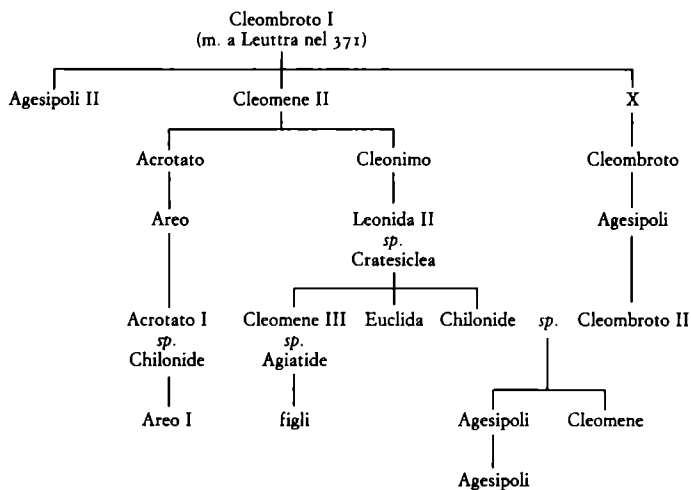 Cleombroto I
(m. a Leuttra nel 371)
Agesipoli II Cleomene II X
Acrotato Cleonimo Cleombroto
Areo Leonida II Agesipoli
sp.
Cratesiclea
Acrotato I Cleomene III Euclida Chilonide sp. Cleombroto II
sp. sp.
Chilonide Agiatide
Areo I figli Agesipoli Cleomene
Agesipoli